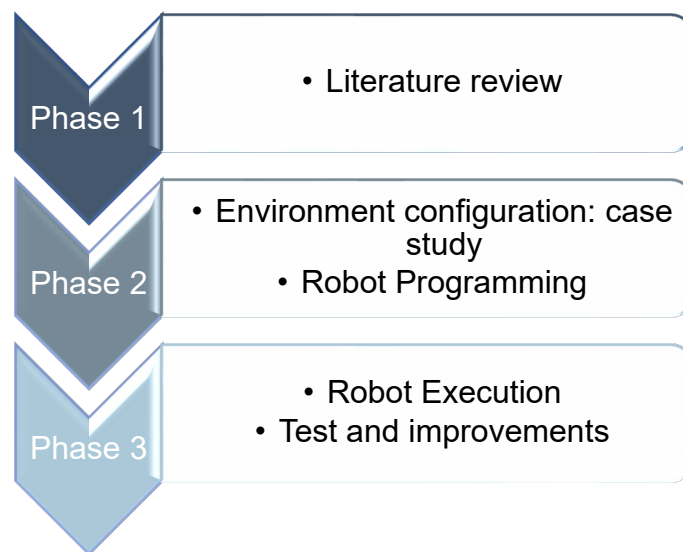 Phase 1
• Literature review
Phase 2
• Environment configuration: case
study
• Robot Programming
Phase 3
• Robot Execution
• Test and improvements